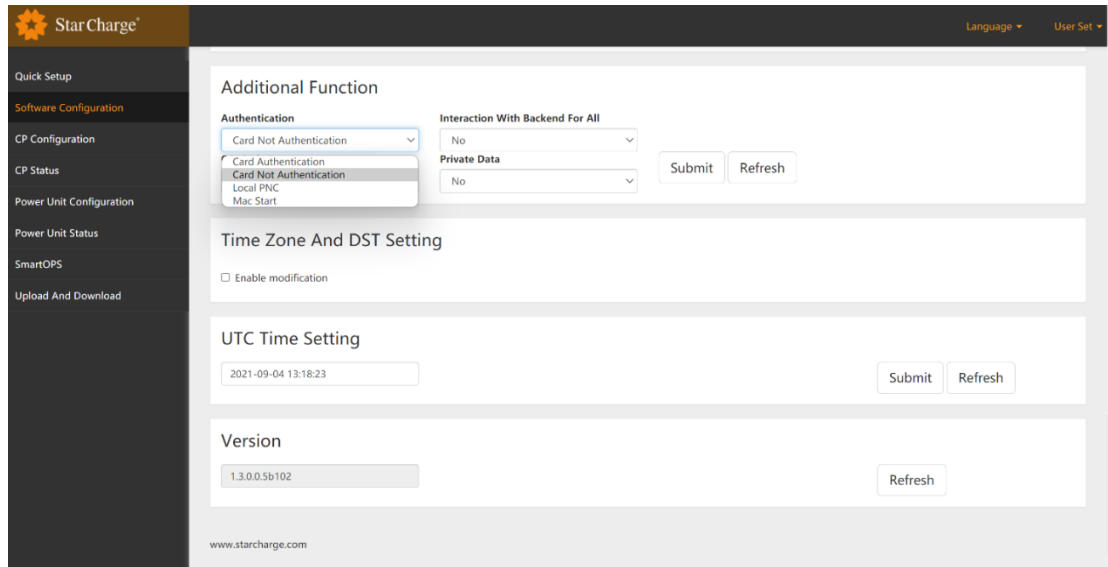 StarCharge®
Language
User Set
Quick Setup
Software Configuration
CP Configuration
CP Status
Power Unit Configuration
Power Unit Status
SmartOPS
Upload And Download
Additional Function
Authentication
Interaction With Backend For All
Card Not Authentication
No
Card Authentication
Card Not Authentication
Local PNC
Mac Start
Private Data
No
Submit
Refresh
Time Zone And DST Setting
Enable modification
UTC Time Setting
2021-09-04 13:18:23
Submit
Refresh
Version
1.3.0.0.5b102
Refresh
www.starcharge.com